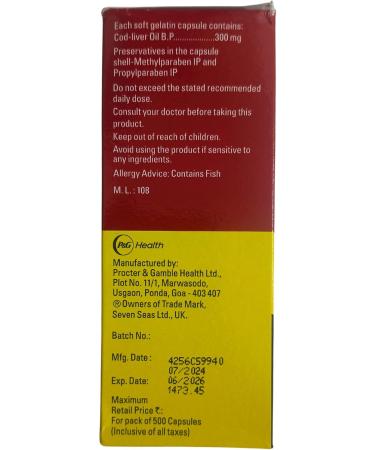 Each soft gelatin capsule contains:
Cod-liver Oil B.P...................300 mg
Preservatives in the capsule
shell-Methylparaben IP and
Propylparaben IP
Do not exceed the stated recommended
daily dose.
Consult your doctor before taking this
product.
Keep out of reach of children.
Avoid using the product if sensitive to
any ingredients.
Allergy Advice: Contains Fish
M. L. : 108
P&G Health
Manufactured by:
Procter & Gamble Health Ltd.,
Plot No. 11/1, Marwasodo,
Usgaon, Ponda, Goa - 403 407
® Owners of Trade Mark,
Seven Seas Ltd., UK.
Batch No.:
Mfg. Date : 4256C59940
07/2024
Exp. Date: 06/2026
1473.45
Maximum
Retail Price ₹:
For pack of 500 Capsules
(Inclusive of all taxes)